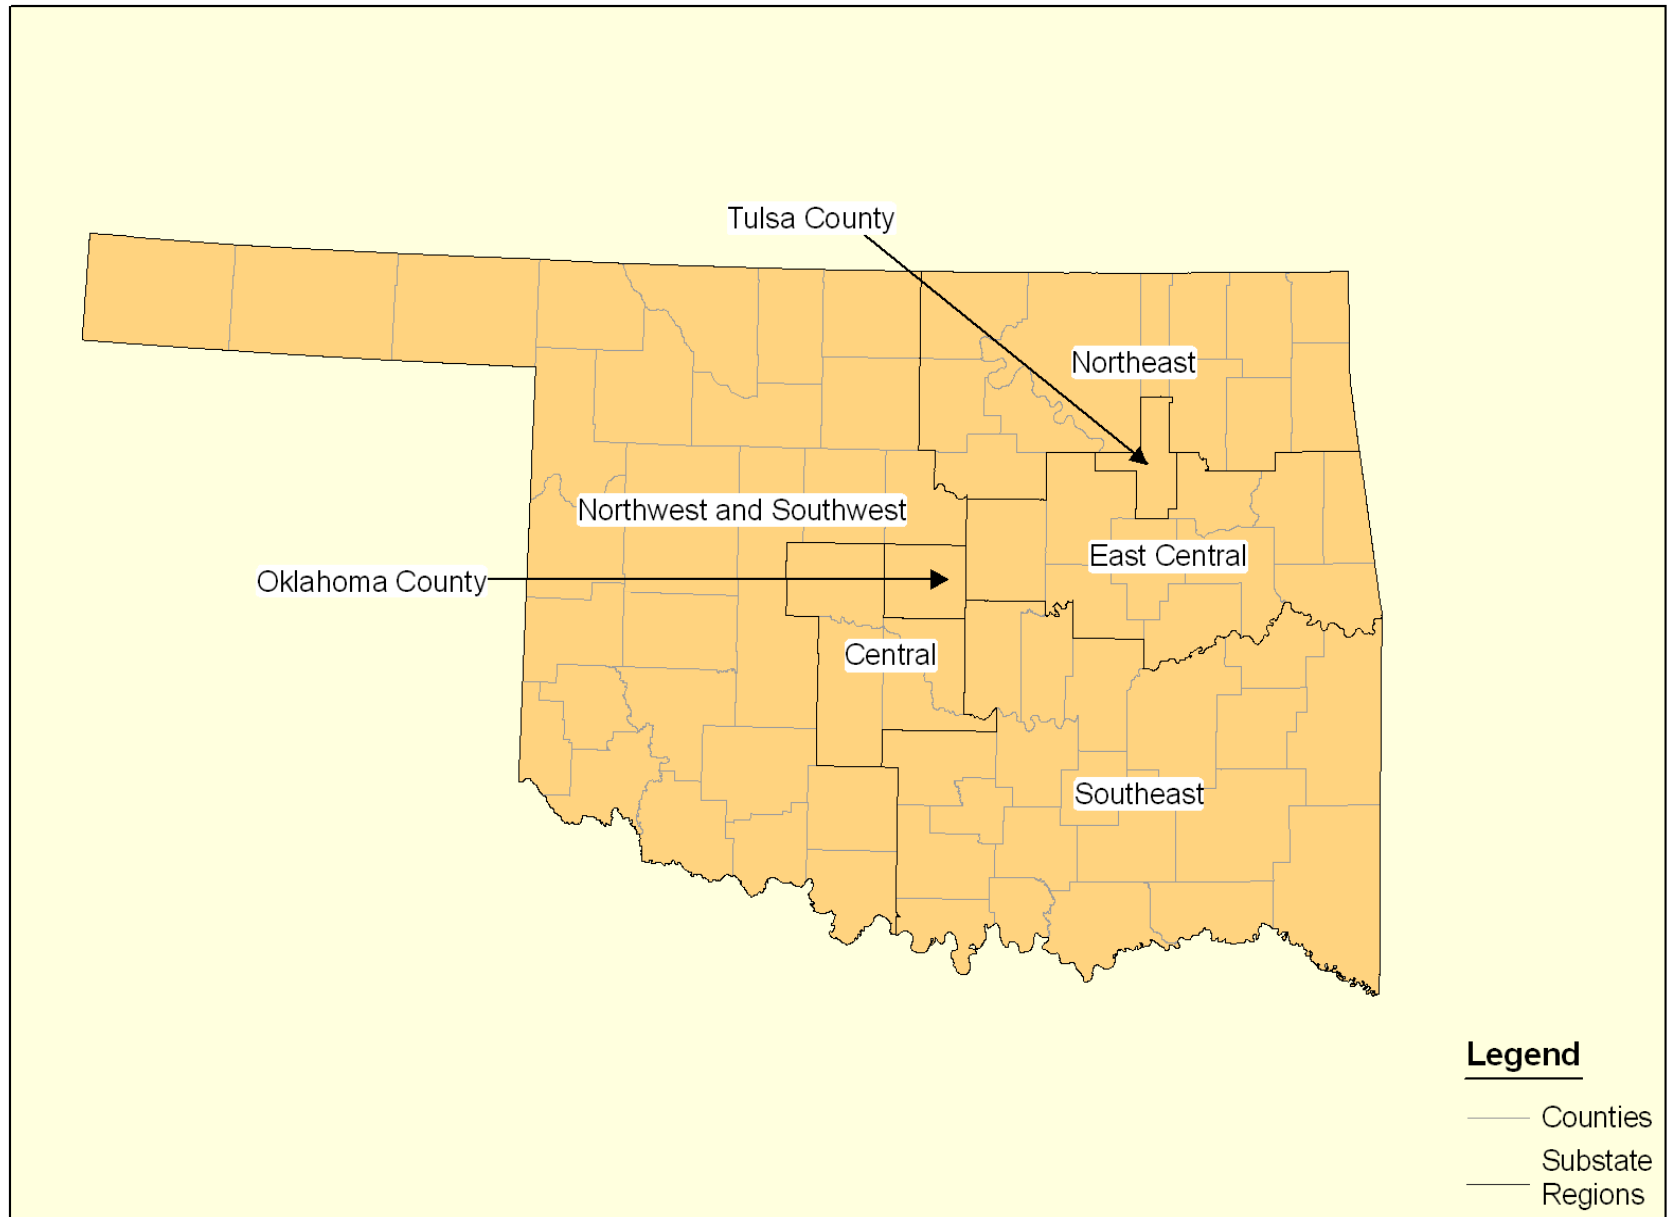 Tulsa County
Northeast
Northwest and Southwest
East Central
Oklahoma County
Central
Southeast
Legend
Counties
Substate
Regions